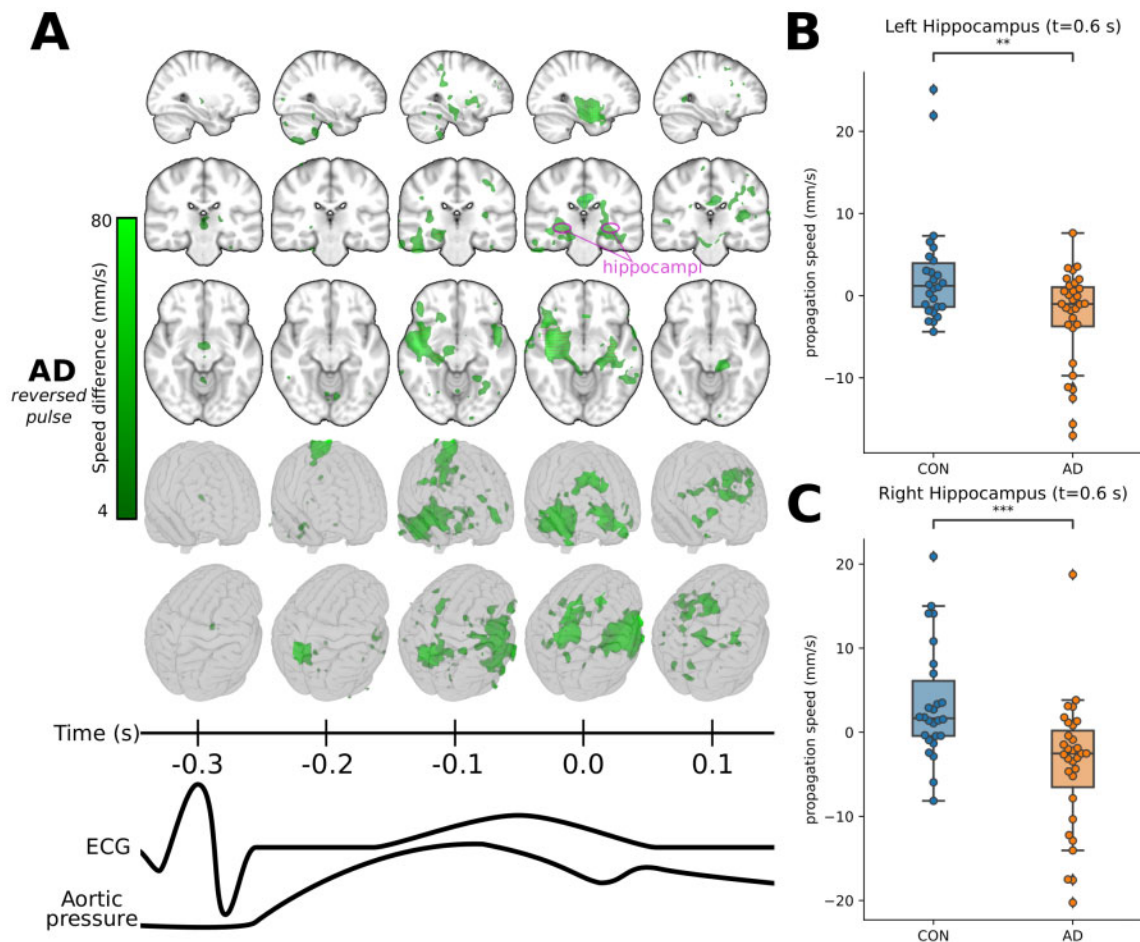 A
80
Speed difference (mm/s)
4
AD
reversed
pulse
hippocampi
Time (s)
-0.3
-0.2
-0.1
0.0
0.1
ECG
Aortic
pressure
B
Left Hippocampus (t=0.6 s)
**
propagation speed (mm/s)
20
10
0
−10
CON
AD
C
Right Hippocampus (t=0.6 s)
***
propagation speed (mm/s)
20
10
0
−10
−20
CON
AD